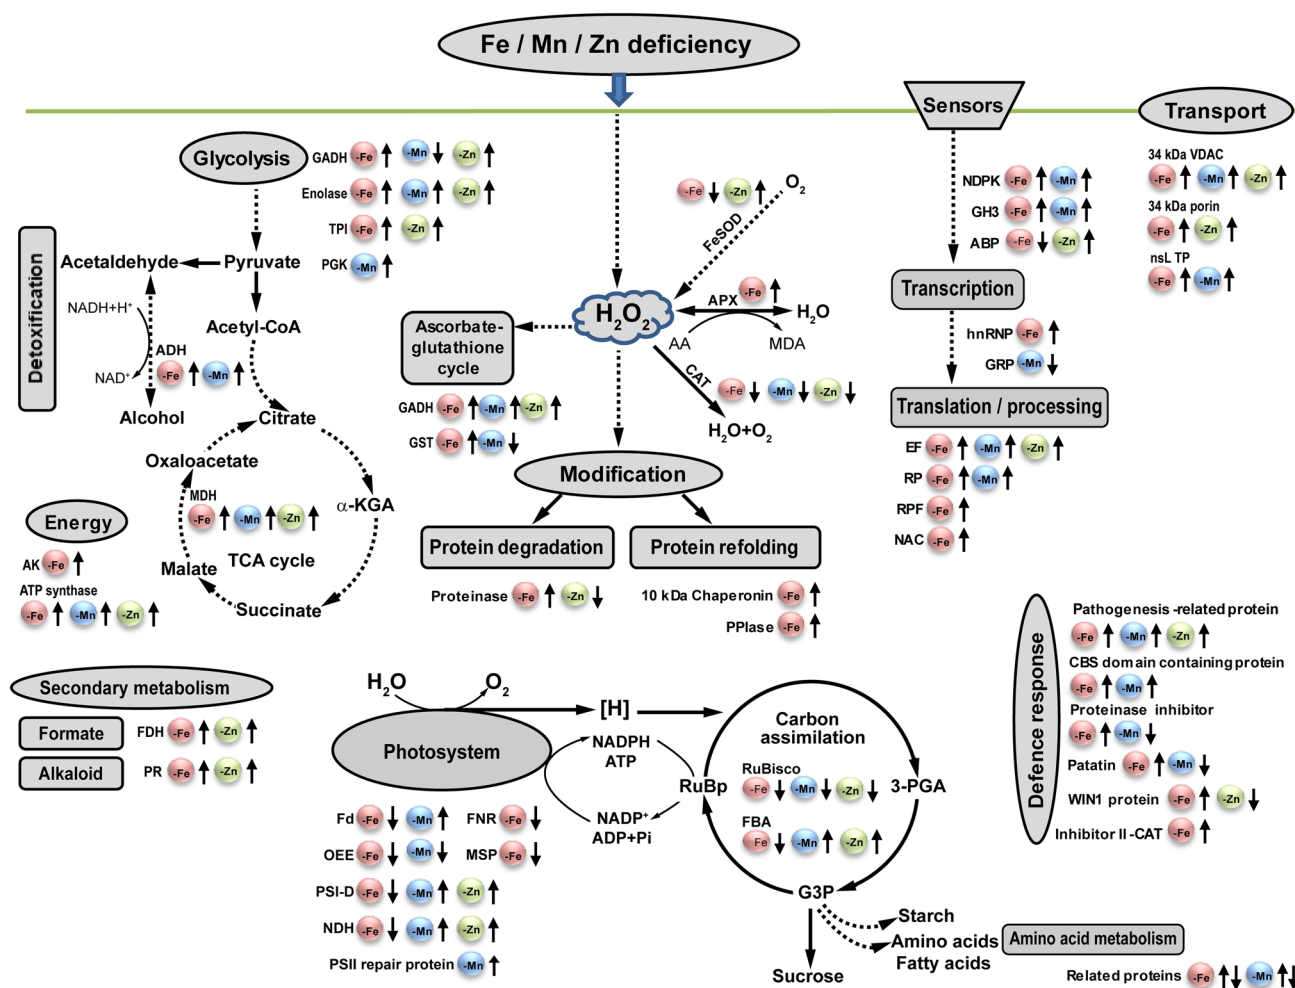 Fe / Mn / Zn deficiency
Sensors
Transport
Glycolysis
GADH -Fe -Mn -Zn
Enolase -Fe -Mn -Zn
TPI -Fe -Zn
PGK -Mn
Detoxification
Acetaldehyde
Pyruvate
NADH+H⁺
NAD⁺
ADH
-Fe -Mn
Alcohol
Acetyl-CoA
Citrate
Oxaloacetate
α-KGA
MDH
-Fe -Mn -Zn
TCA cycle
Malate
Succinate
Energy
AK -Fe
ATP synthase
-Fe -Mn -Zn
-Fe -Zn
O₂
FeSOD
H₂O₂
APX -Fe
H₂O
AA
MDA
CAT
-Fe -Mn -Zn
H₂O+O₂
Ascorbate-
glutathione
cycle
GADH -Fe -Mn -Zn
GST -Fe -Mn
Modification
Protein degradation
Protein refolding
Proteinase -Fe -Zn
10 kDa Chaperonin -Fe
PPIase -Fe
NDPK -Fe -Mn
GH3 -Fe -Mn
ABP -Fe -Zn
Transcription
hnRNP -Fe
GRP -Mn
Translation / processing
EF -Fe -Mn -Zn
RP -Fe -Mn
RPF -Fe
NAC -Fe
34 kDa VDAC
-Fe -Mn -Zn
34 kDa porin
-Fe -Zn
nsL TP
-Fe -Mn
Secondary metabolism
Formate
FDH -Fe -Zn
Alkaloid
PR -Fe -Zn
H₂O
O₂
[H]
Photosystem
NADPH
ATP
NADP⁺
ADP+Pi
Fd -Fe -Mn
FNR -Fe
OEE -Fe -Mn
MSP -Fe
PSI-D -Fe -Mn -Zn
NDH -Fe -Mn -Zn
PSII repair protein -Mn
Carbon
assimilation
RuBp
3-PGA
RuBisco
-Fe -Mn -Zn
FBA
Fe -Mn -Zn
G3P
Starch
Amino acids
Fatty acids
Sucrose
Amino acid metabolism
Related proteins -Fe -Mn
Defence response
Pathogenesis -related protein
-Fe -Mn -Zn
CBS domain containing protein
-Fe -Mn
Proteinase inhibitor
-Fe -Mn
Patatin -Fe -Mn
WIN1 protein -Fe -Zn
Inhibitor II -CAT -Fe